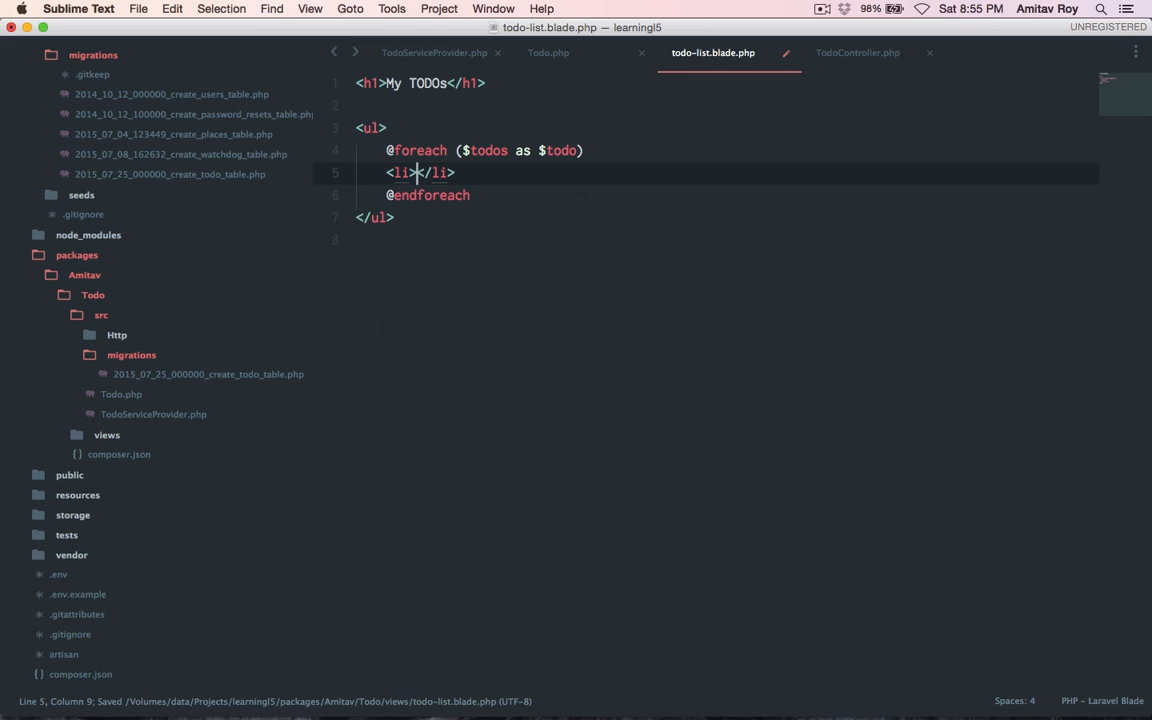 Sublime Text File Edit Selection Find View Goto Tools Project Window Help 98% Sat 8:55 PM Amitav Roy
todo-list.blade.php — learningl5 UNREGISTERED
TodoServiceProvider.php Todo.php todo-list.blade.php TodoController.php
migrations
.gitkeep
2014_10_12_000000_create_users_table.php
2014_10_12_100000_create_password_resets_table.php
2015_07_04_123449_create_places_table.php
2015_07_08_162632_create_watchdog_table.php
2015_07_25_000000_create_todo_table.php
seeds
.gitignore
node_modules
packages
Amitav
Todo
src
Http
migrations
2015_07_25_000000_create_todo_table.php
Todo.php
TodoServiceProvider.php
views
composer.json
public
resources
storage
tests
vendor
.env
.env.example
.gitattributes
.gitignore
artisan
composer.json
1 <h1>My TODOs</h1>
2
3 <ul>
4 @foreach ($todos as $todo)
5 <li></li>
6 @endforeach
7 </ul>
8
Line 5, Column 9; Saved /Volumes/data/Projects/learningl5/packages/Amitav/Todo/views/todo-list.blade.php (UTF-8) Spaces: 4 PHP - Laravel Blade